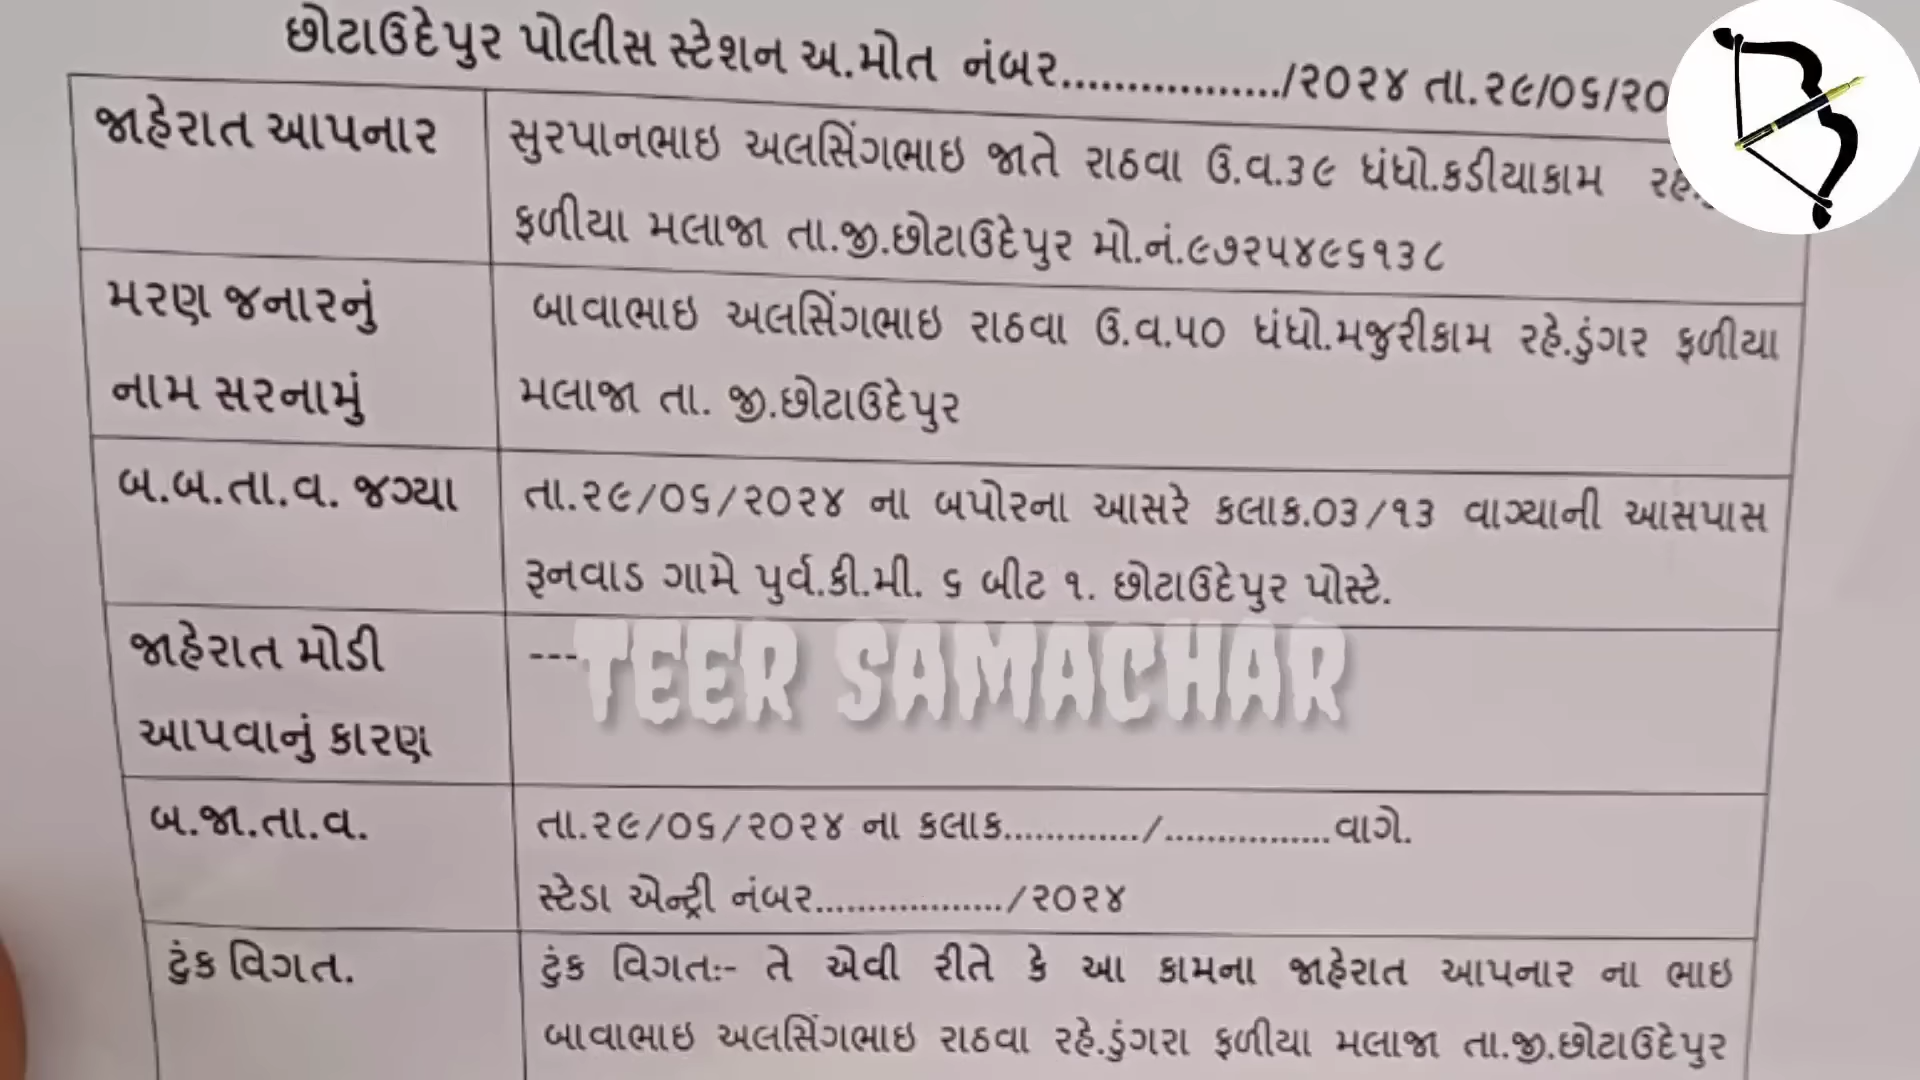 છોટાઉદેપુર પોલીસ સ્ટેશન અ.મોત નંબર................./૨૦૨૪ તા.૨૯/૦૬/૨૦
જાહેરાત આપનાર
સુરપાનભાઇ અલસિંગભાઇ જાતે રાઠવા ઉ.વ.૩૯ ધંધો.કડીયાકામ રહે.
ફળીયા મલાજા તા.જી.છોટાઉદેપુર મો.નં.૯૭૨૫૪૯૬૧૩૮
મરણ જનારનું
નામ સરનામું
બાવાભાઇ અલસિંગભાઇ રાઠવા ઉ.વ.૫૦ ધંધો.મજુરીકામ રહે.ડુંગર ફળીયા
મલાજા તા. જી.છોટાઉદેપુર
બ.બ.તા.વ. જગ્યા
તા.૨૯/૦૬/૨૦૨૪ ના બપોરના આસરે કલાક.૦૩/૧૩ વાગ્યાની આસપાસ
રૂનવાડ ગામે પુર્વ.કી.મી. ૬ બીટ ૧. છોટાઉદેપુર પોસ્ટે.
જાહેરાત મોડી
આપવાનું કારણ
---
TEER SAMACHAR
બ.જા.તા.વ.
તા.૨૯/૦૬/૨૦૨૪ ના કલાક............./................વાગે.
સ્ટેડા એન્ટ્રી નંબર.................../૨૦૨૪
ટુંક વિગત.
ટુંક વિગતઃ- તે એવી રીતે કે આ કામના જાહેરાત આપનાર ના ભાઇ
બાવાભાઇ અલસિંગભાઇ રાઠવા રહે.ડુંગરા ફળીયા મલાજા તા.જી.છોટાઉદેપુર